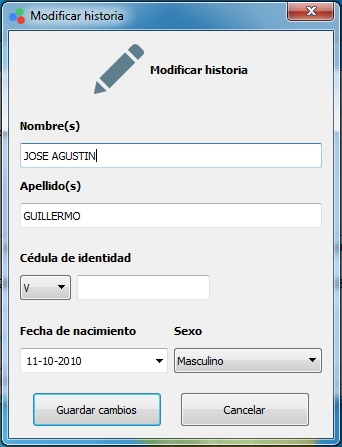 Modificar historia
Modificar historia
Nombre(s)
JOSE AGUSTIN
Apellido(s)
GUILLERMO
Cédula de identidad
V
Fecha de nacimiento Sexo
11-10-2010 Masculino
Guardar cambios Cancelar